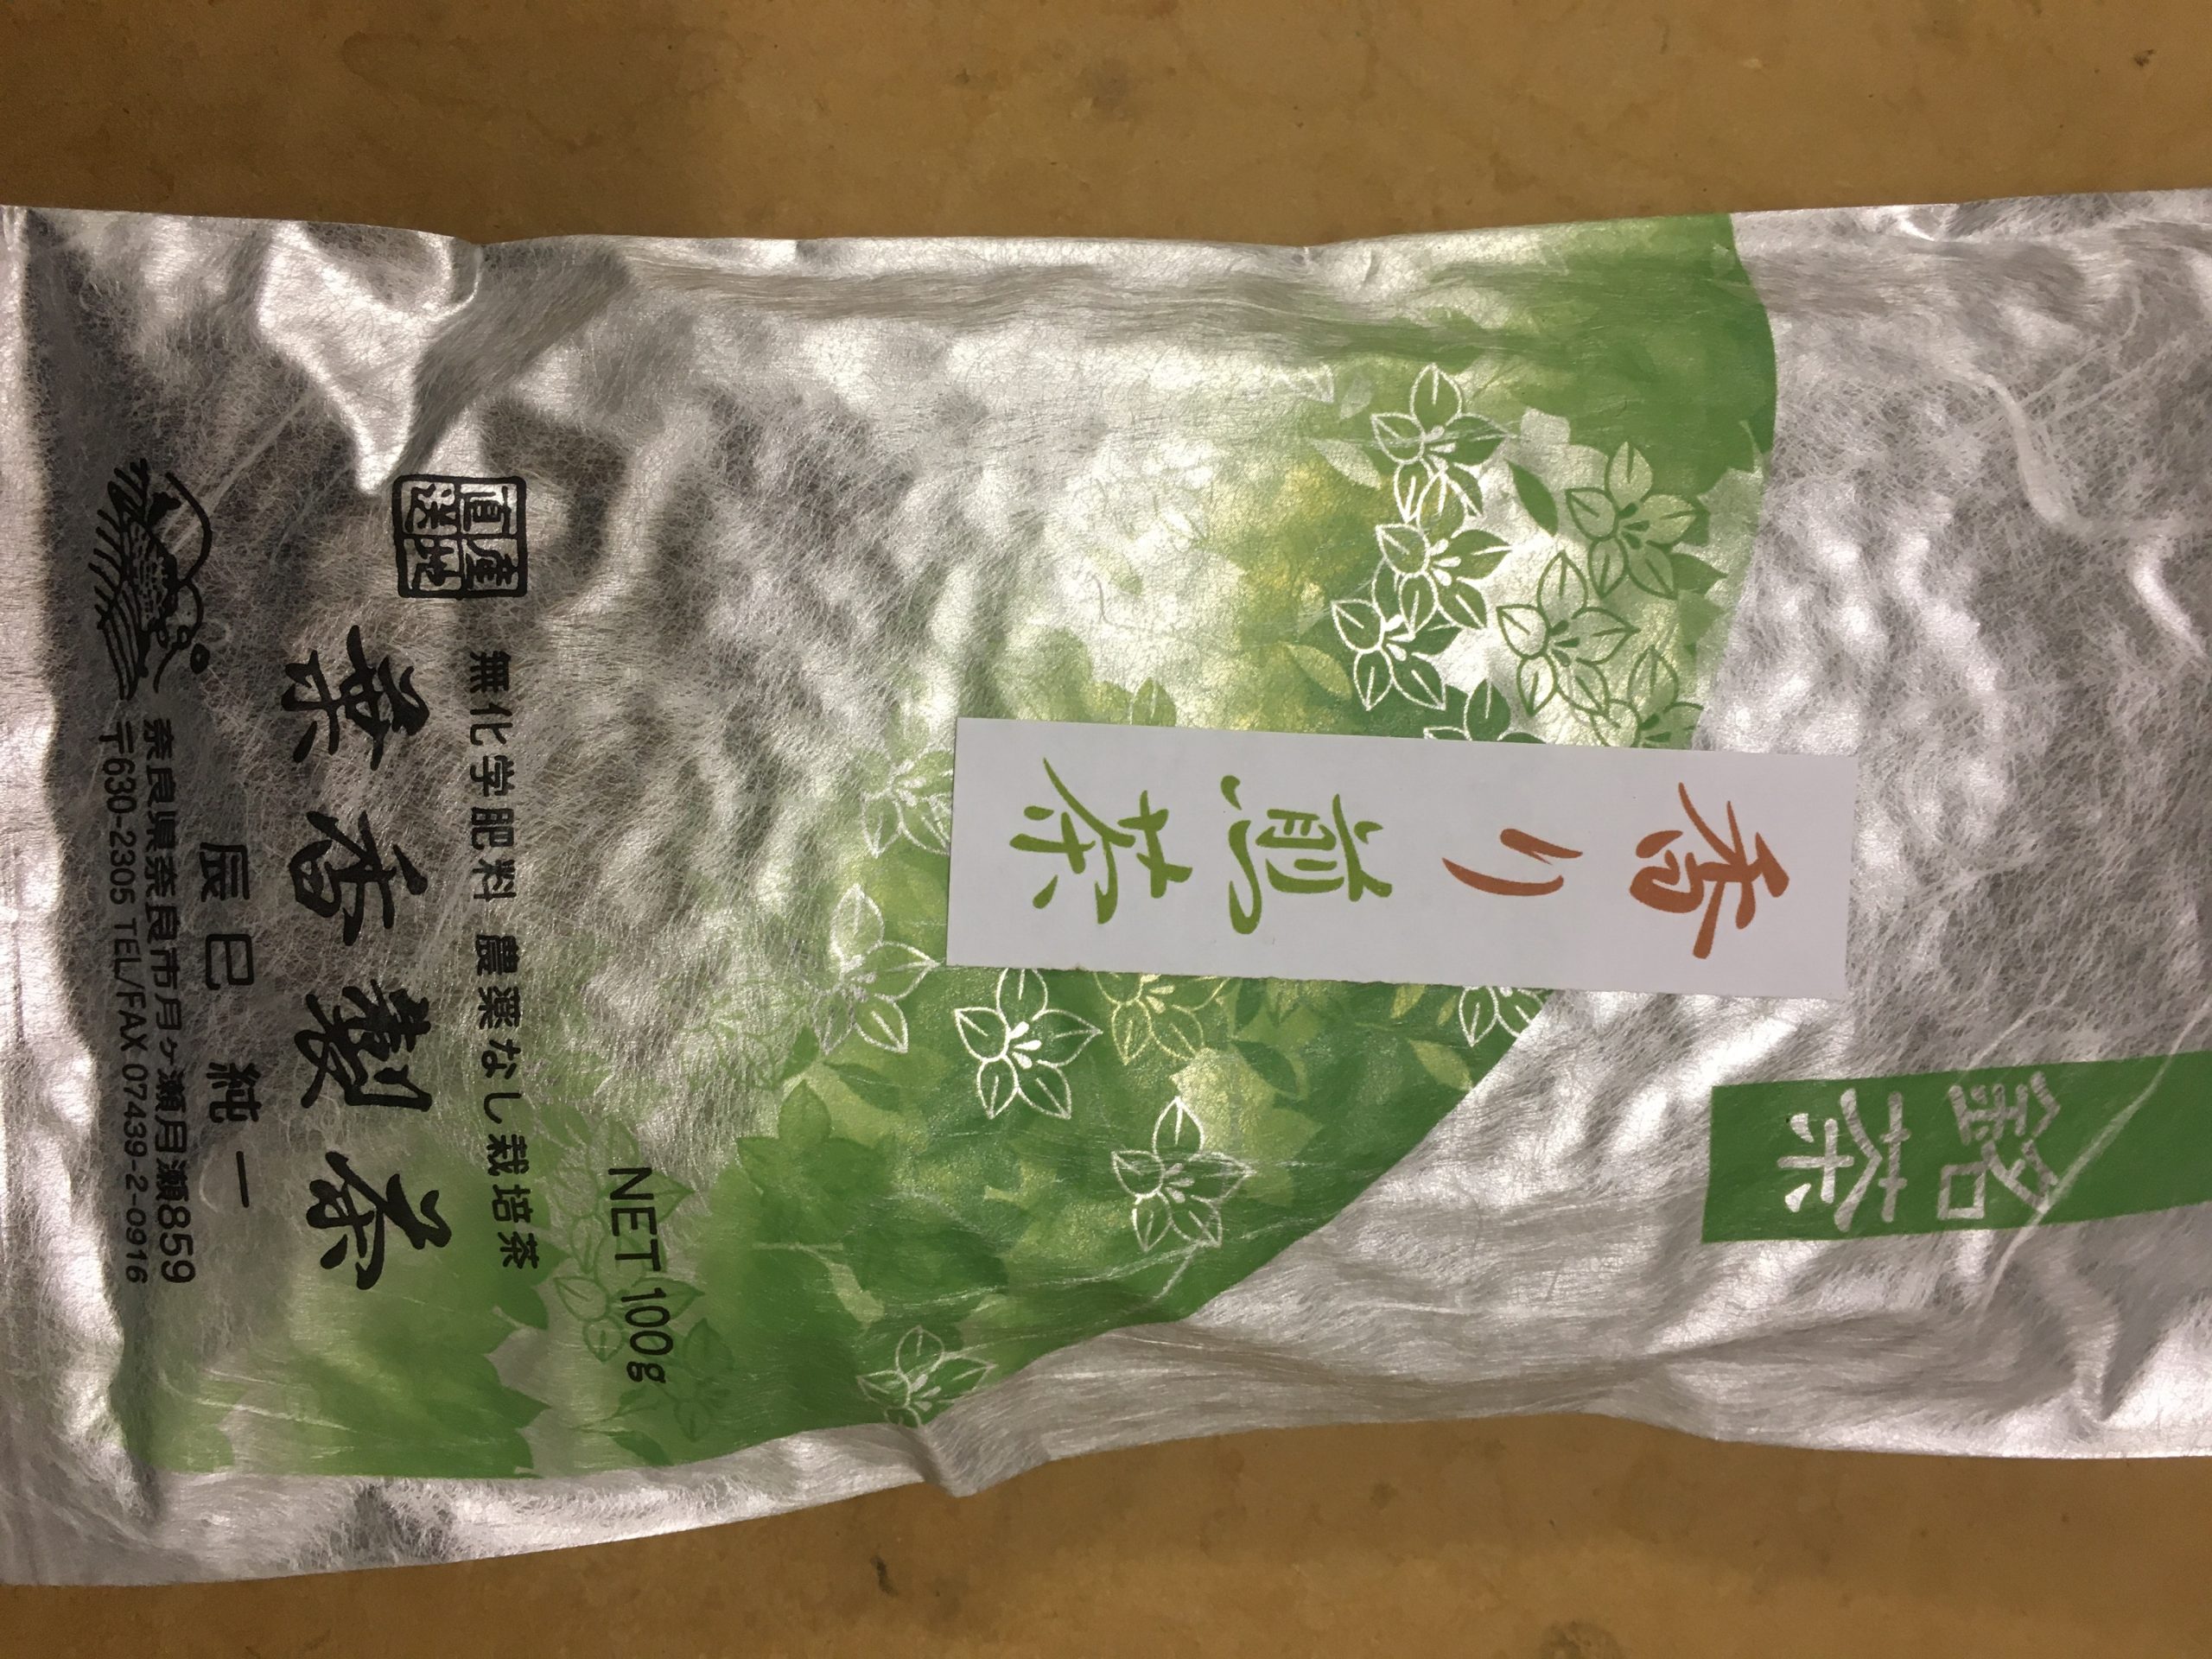 銘茶
香り煎茶
NET 100g
産地
直送
無化学肥料 農薬なし栽培茶
葉香製茶
辰巳 純一
奈良県奈良市月ヶ瀬月瀬859
〒630-2305 TEL/FAX 07439-2-0916